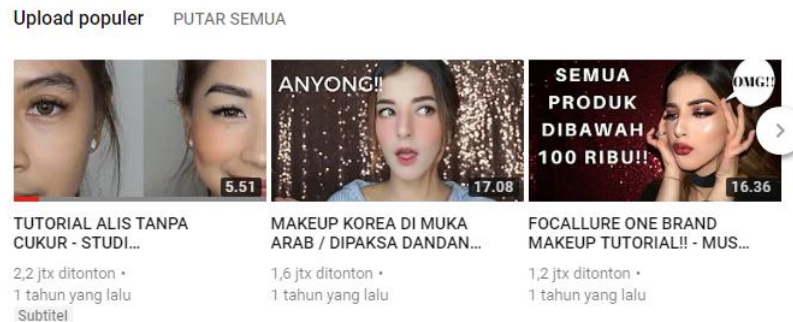 Upload populer PUTAR SEMUA
5.51
ANYONG!!
17.08
SEMUA
PRODUK
DIBAWAH
100 RIBU!!
OMG!!
16.36
TUTORIAL ALIS TANPA
CUKUR - STUDI...
2,2 jtx ditonton •
1 tahun yang lalu
Subtitel
MAKEUP KOREA DI MUKA
ARAB / DIPAKSA DANDAN...
1,6 jtx ditonton •
1 tahun yang lalu
FOCALLURE ONE BRAND
MAKEUP TUTORIAL!! - MUS...
1,2 jtx ditonton •
1 tahun yang lalu